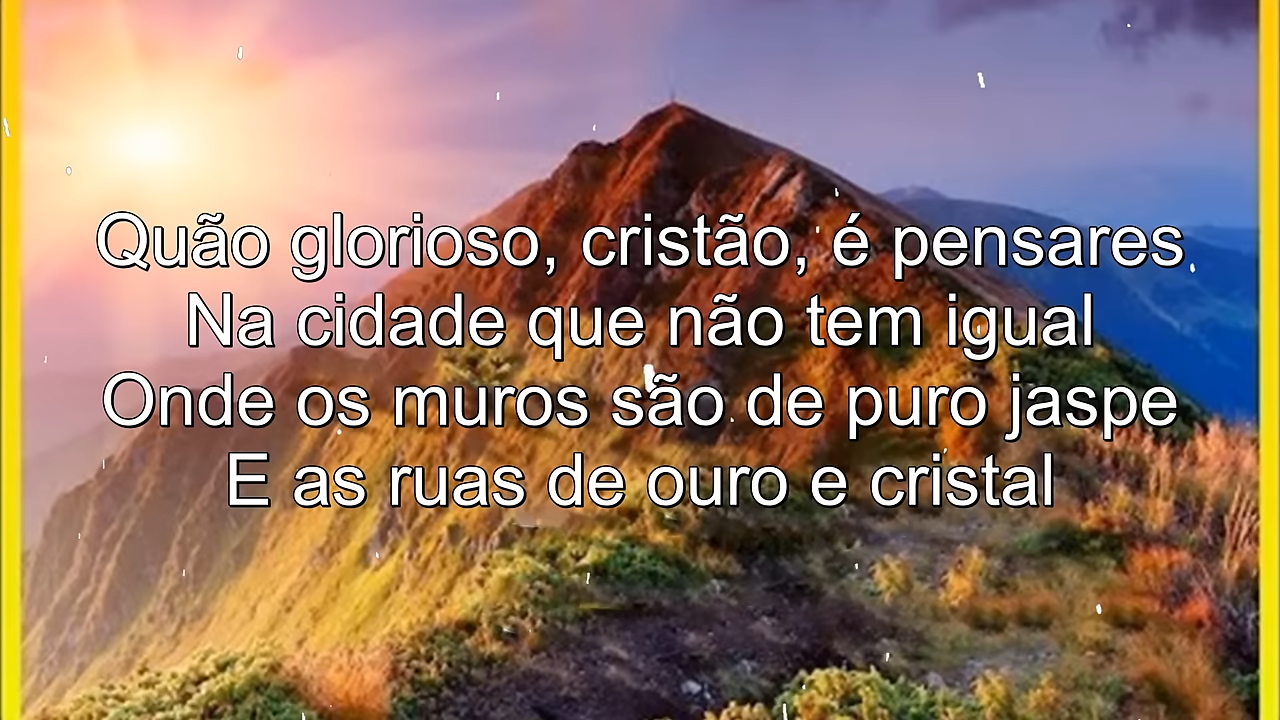 Quão glorioso, cristão, é pensares
Na cidade que não tem igual
Onde os muros são de puro jaspe
E as ruas de ouro e cristal